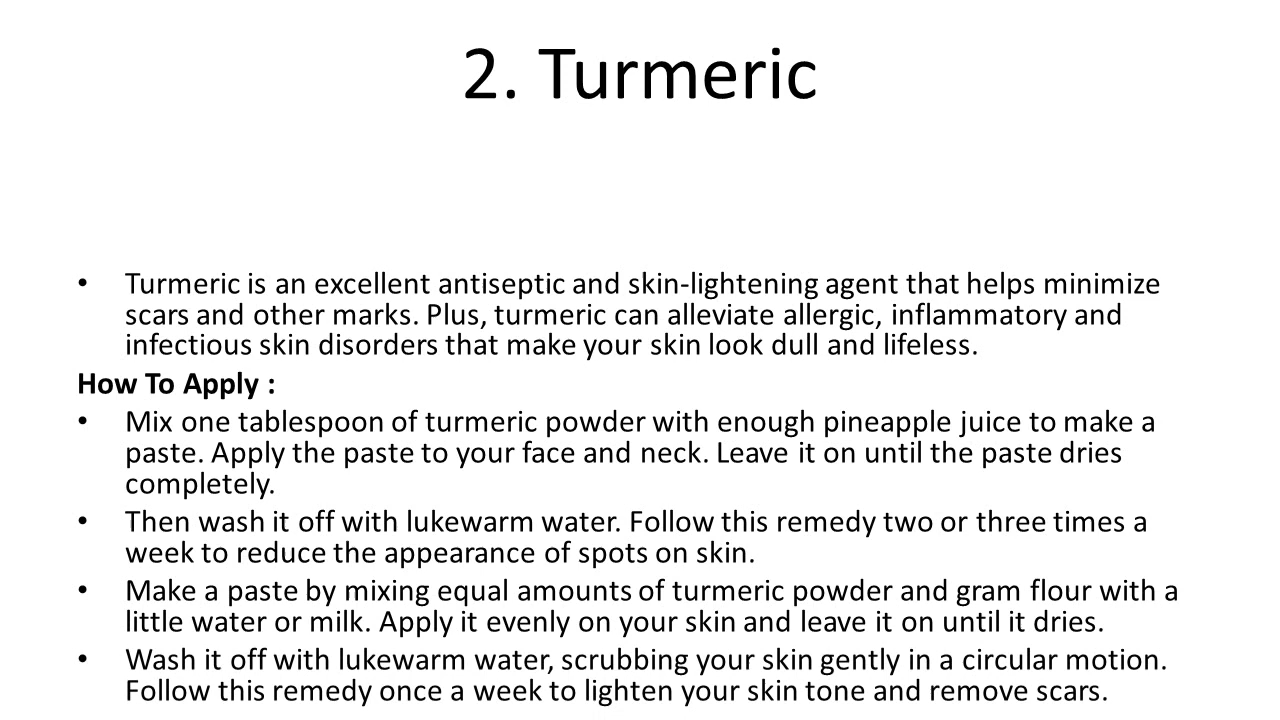 2. Turmeric
• Turmeric is an excellent antiseptic and skin-lightening agent that helps minimize
scars and other marks. Plus, turmeric can alleviate allergic, inflammatory and
infectious skin disorders that make your skin look dull and lifeless.
How To Apply :
• Mix one tablespoon of turmeric powder with enough pineapple juice to make a
paste. Apply the paste to your face and neck. Leave it on until the paste dries
completely.
• Then wash it off with lukewarm water. Follow this remedy two or three times a
week to reduce the appearance of spots on skin.
• Make a paste by mixing equal amounts of turmeric powder and gram flour with a
little water or milk. Apply it evenly on your skin and leave it on until it dries.
• Wash it off with lukewarm water, scrubbing your skin gently in a circular motion.
Follow this remedy once a week to lighten your skin tone and remove scars.